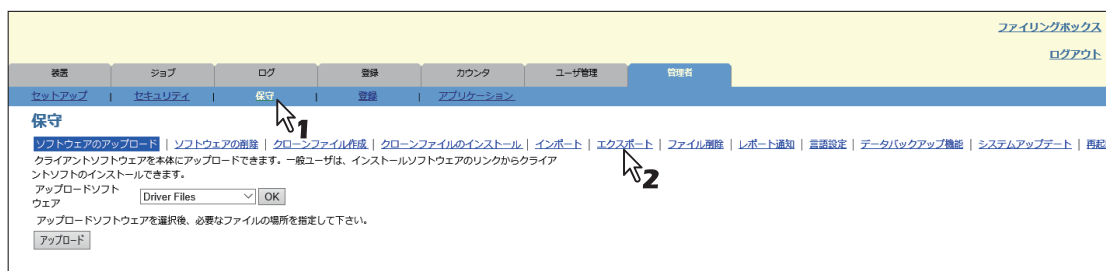 ファイリングボックス
ログアウト
装置 ジョブ ログ 登録 カウンタ ユーザ管理 管理者
セットアップ | セキュリティ | 保守 | 登録 | アプリケーション
1
保守
ソフトウェアのアップロード | ソフトウェアの削除 | クローンファイル作成 | クローンファイルのインストール | インポート | エクスポート | ファイル削除 | レポート通知 | 言語設定 | データバックアップ機能 | システムアップデート | 再起
2
クライアントソフトウェアを本体にアップロードできます。一般ユーザは、インストールソフトウェアのリンクからクライア
ントソフトのインストールできます。
アップロードソフト
ウェア Driver Files OK
アップロードソフトウェアを選択後、必要なファイルの場所を指定して下さい。
アップロード